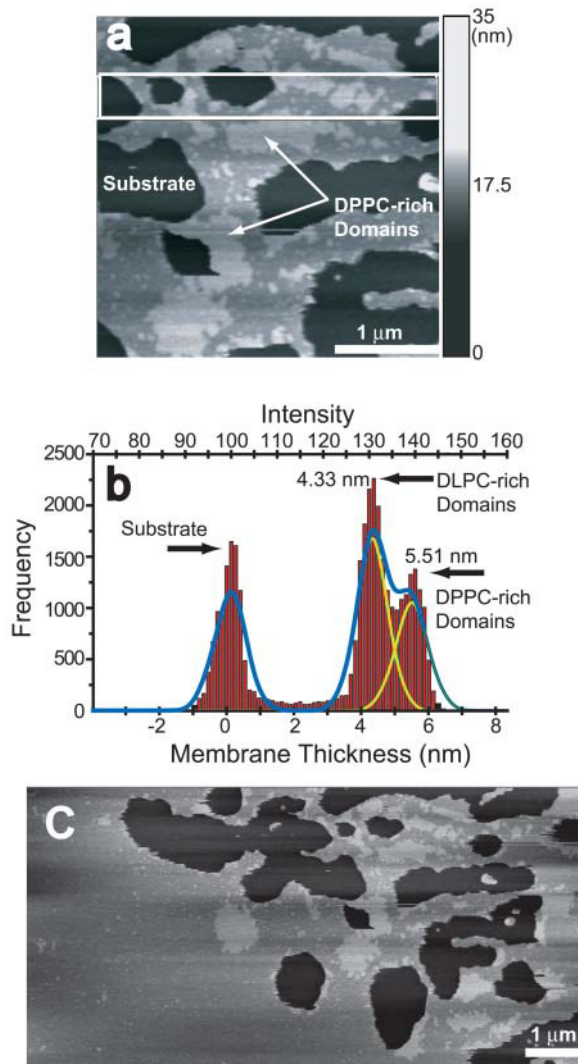 a
35
(nm)
17.5
0
Substrate
DPPC-rich
Domains
1 μm
Intensity
70 80 90 100 110 120 130 140 150 160
b
2500
2000
1500
1000
500
0
Frequency
Substrate
4.33 nm
DLPC-rich
Domains
5.51 nm
DPPC-rich
Domains
-2 0 2 4 6 8
Membrane Thickness (nm)
C
1 μm